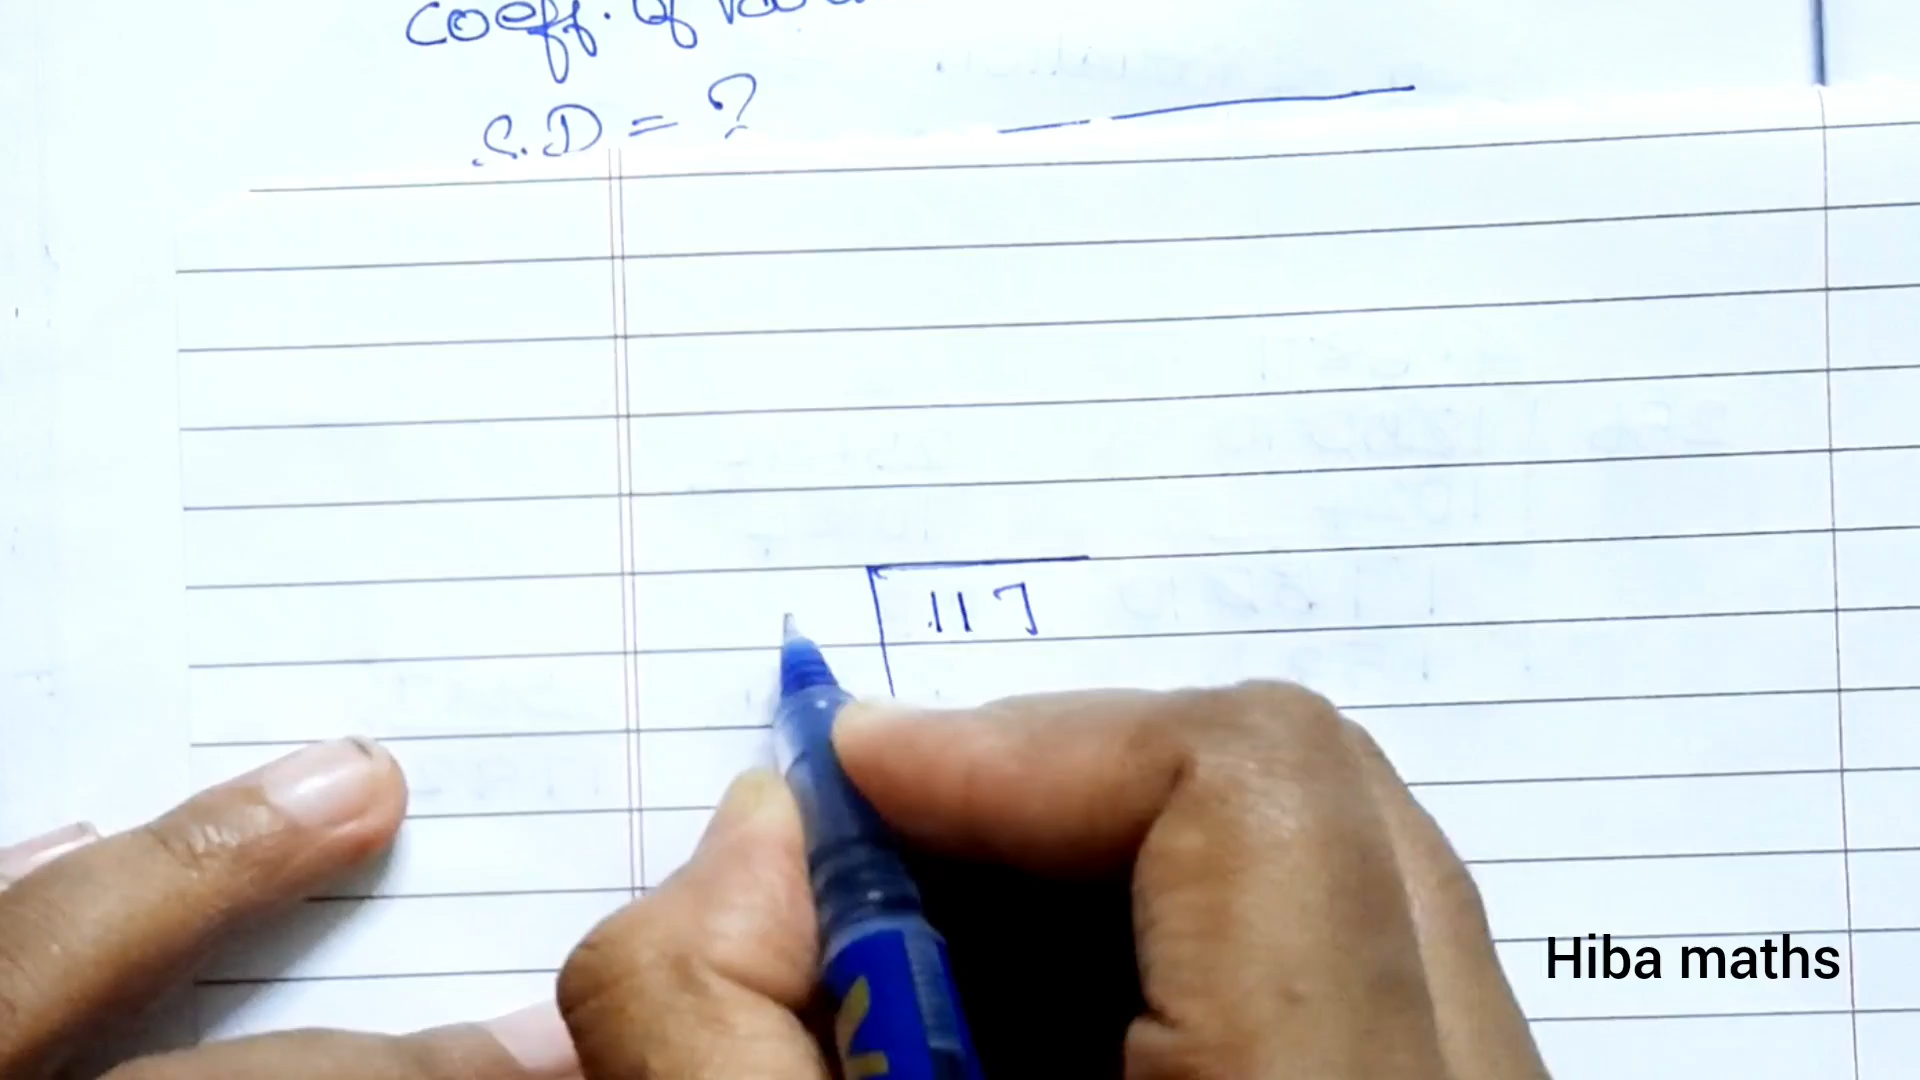 coeff. of
S.D = ?
117
Hiba maths